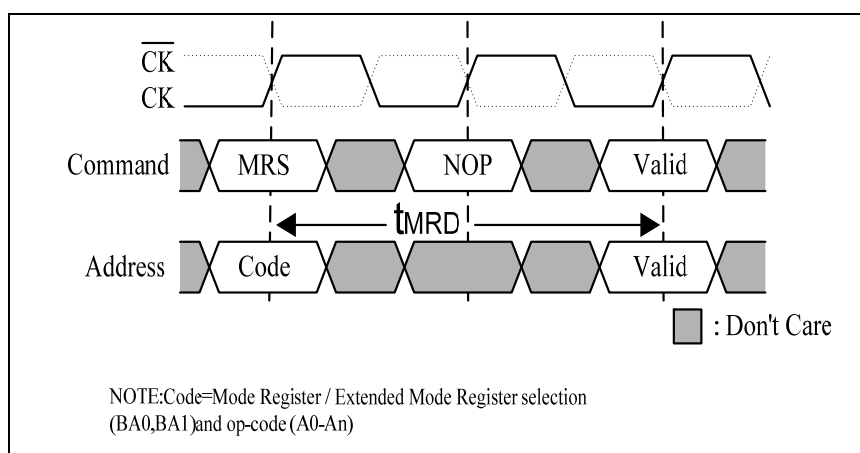 CK
CK
Command MRS NOP Valid
tMRD
Address Code Valid
: Don't Care
NOTE:Code=Mode Register / Extended Mode Register selection
(BA0,BA1)and op-code (A0-An)